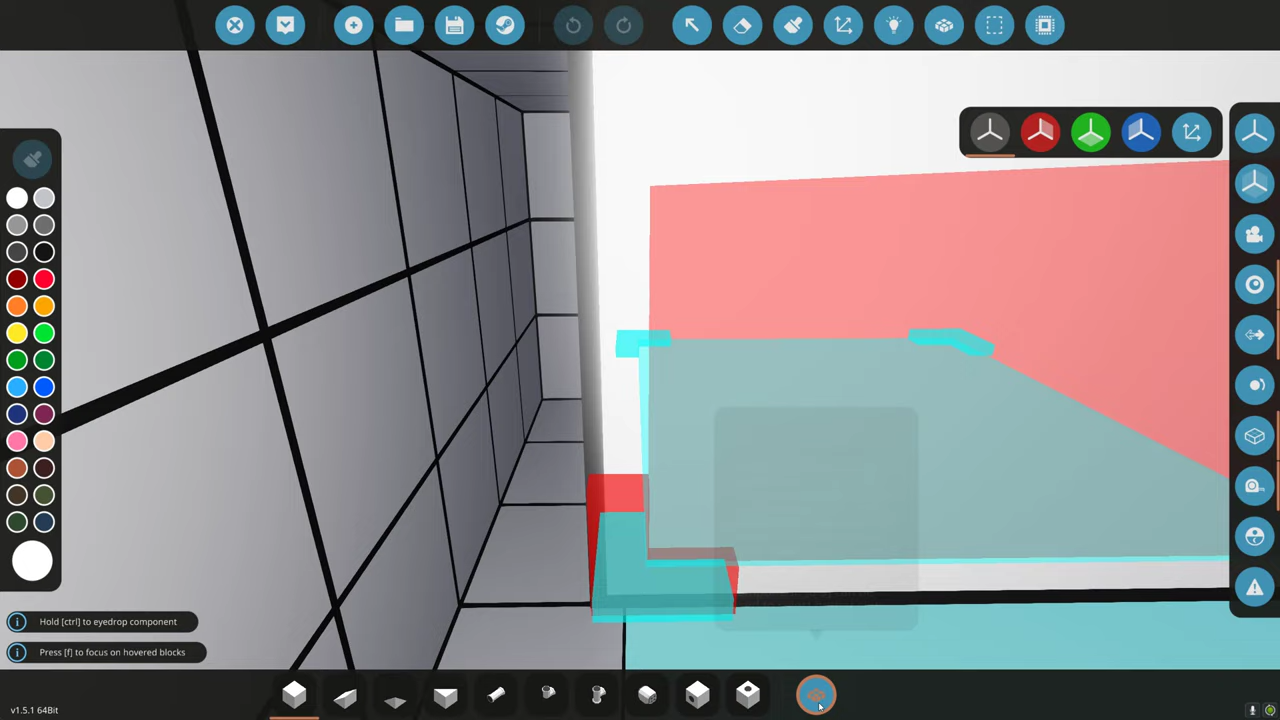 Hold [ctrl] to eyedrop component
Press [f] to focus on hovered blocks
v1.5.1 64Bit